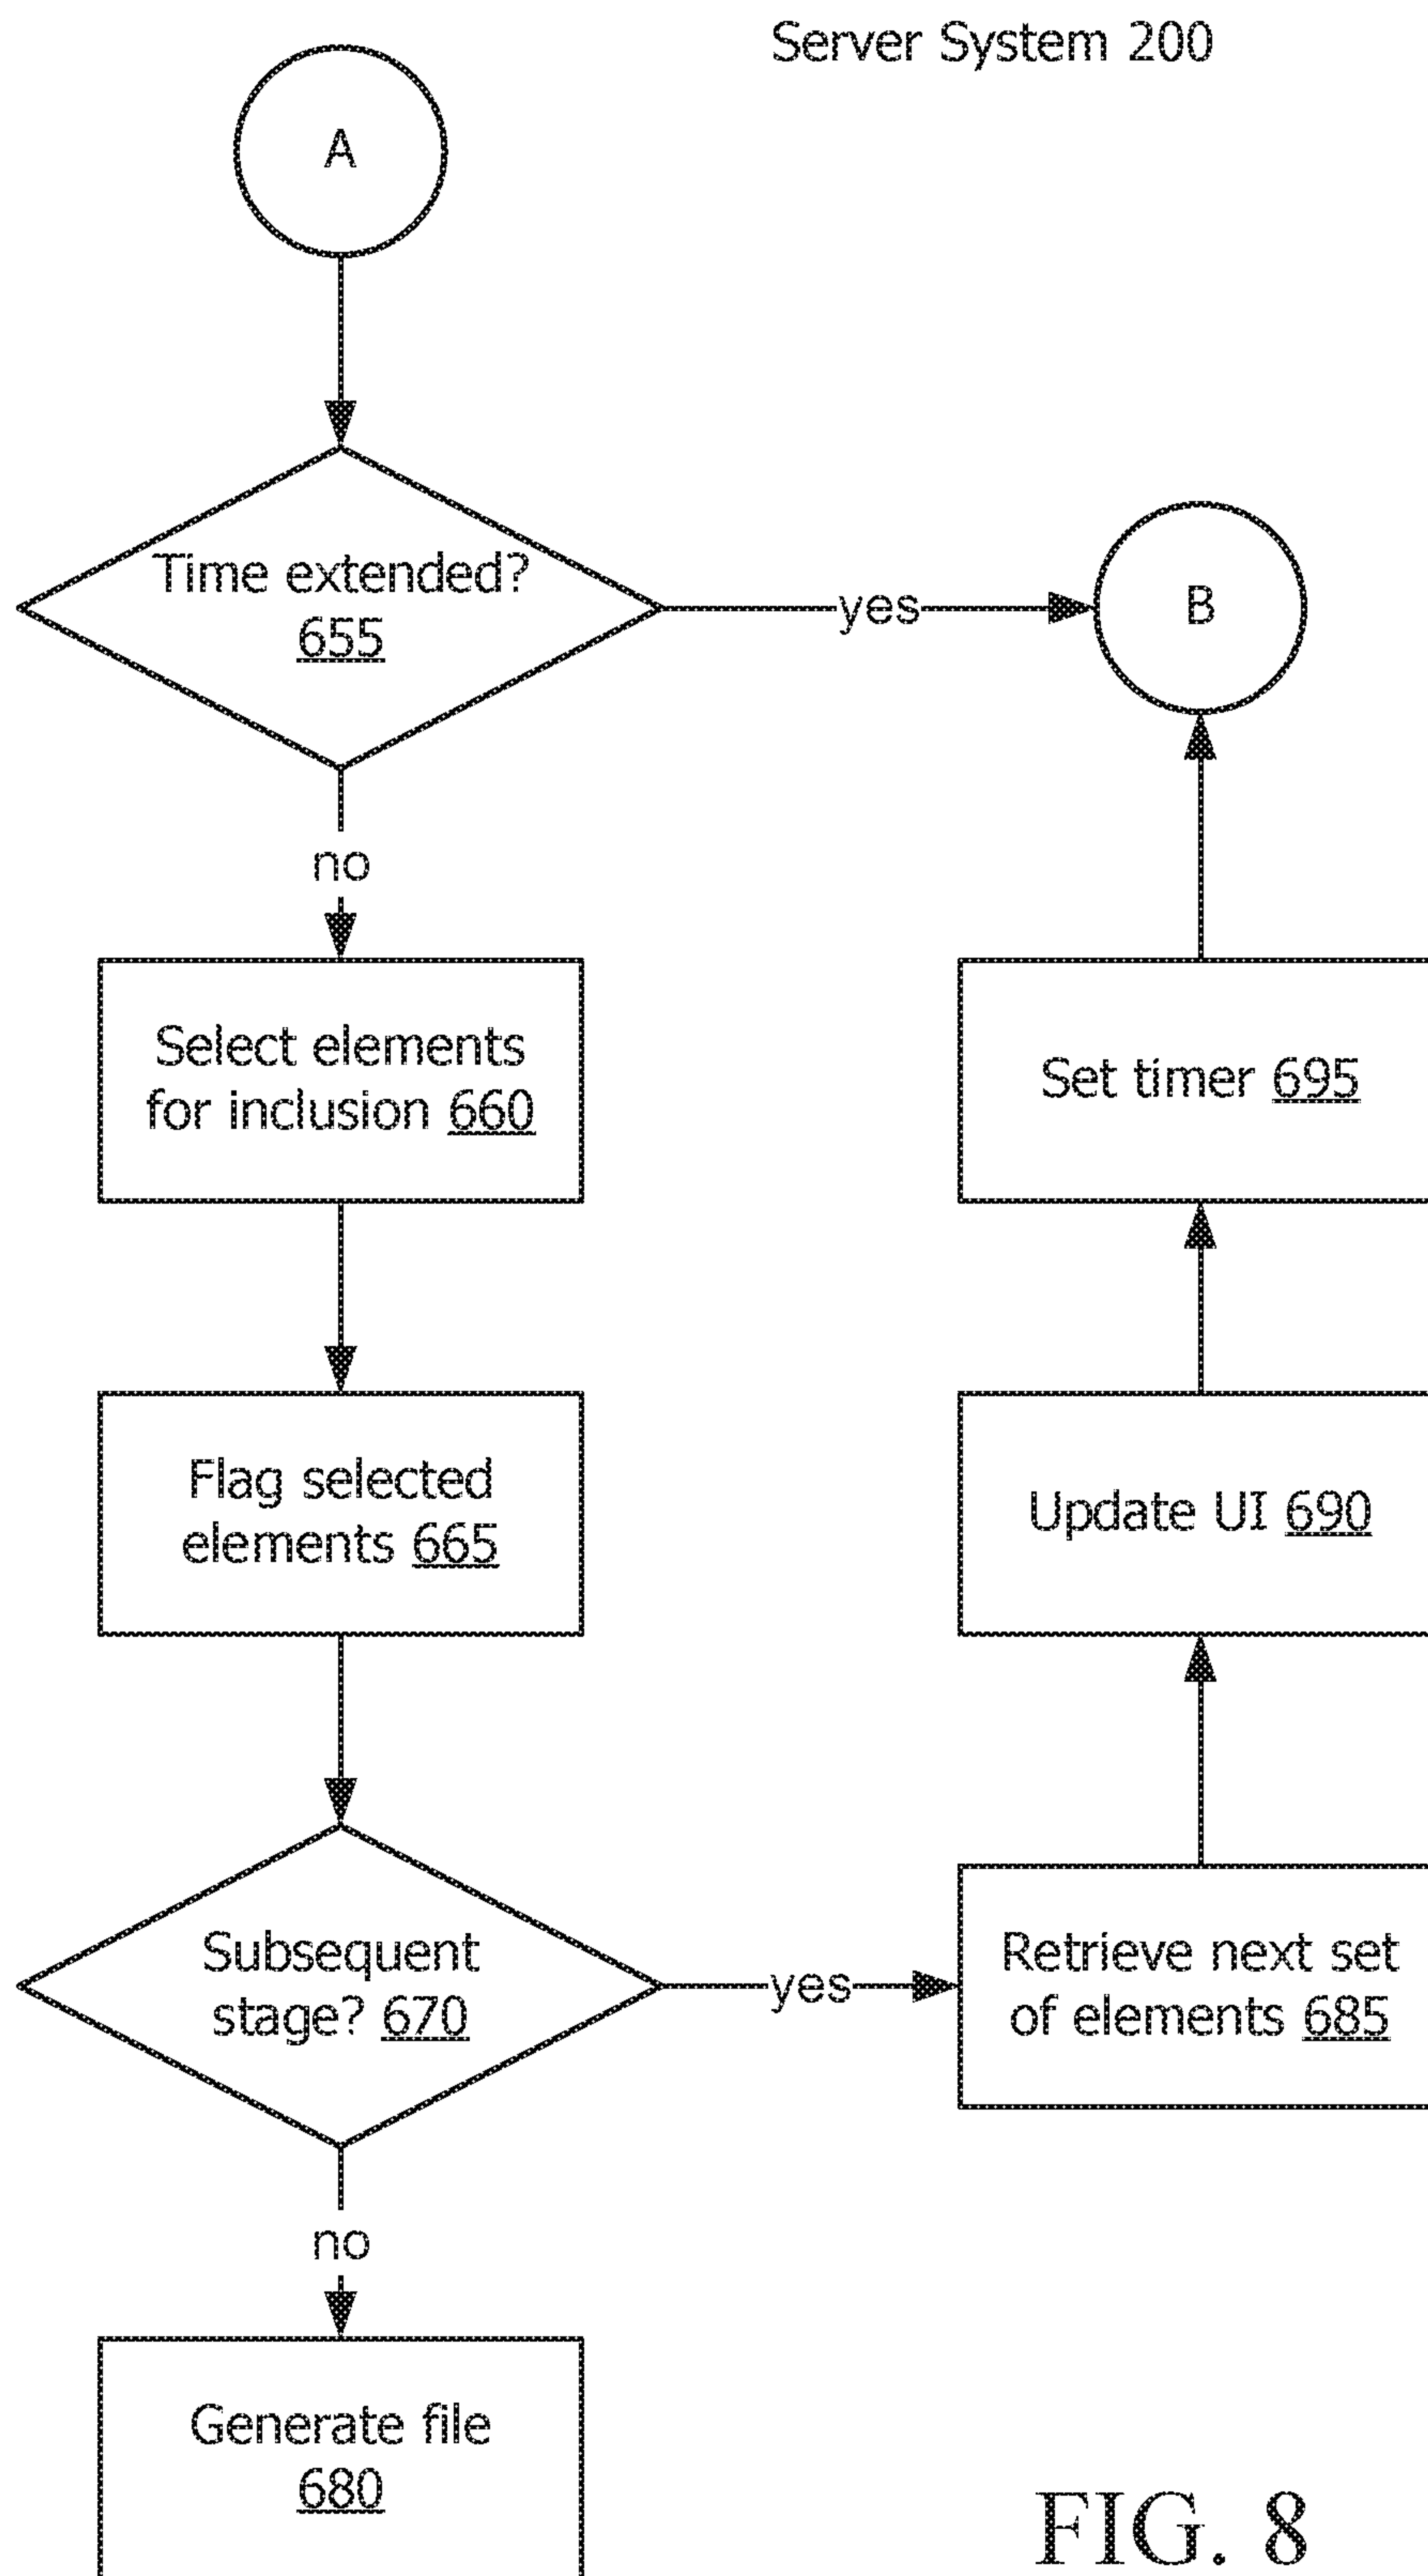 Server System 200
A
Time extended?
655
yes
B
no
Select elements
for inclusion 660
Set timer 695
Flag selected
elements 665
Update UI 690
Subsequent
stage? 670
yes
Retrieve next set
of elements 685
no
Generate file
680
FIG. 8